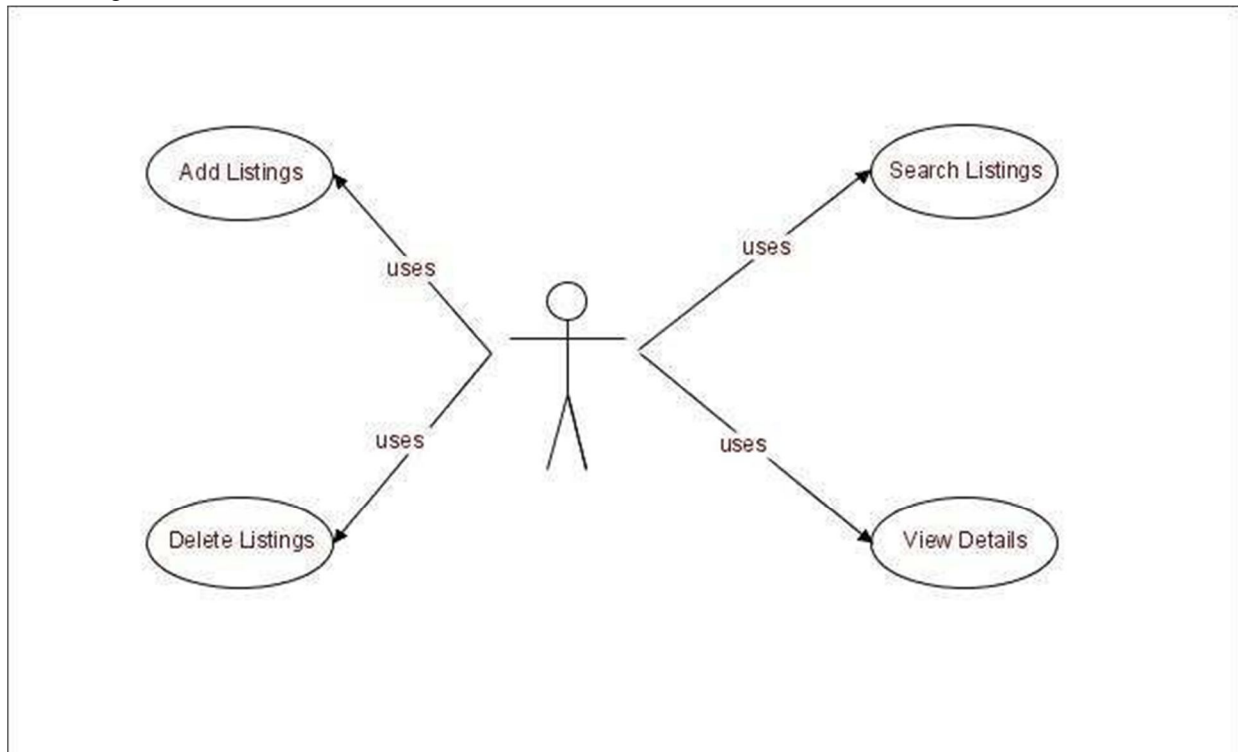 Add Listings
Search Listings
uses
uses
uses
uses
Delete Listings
View Details